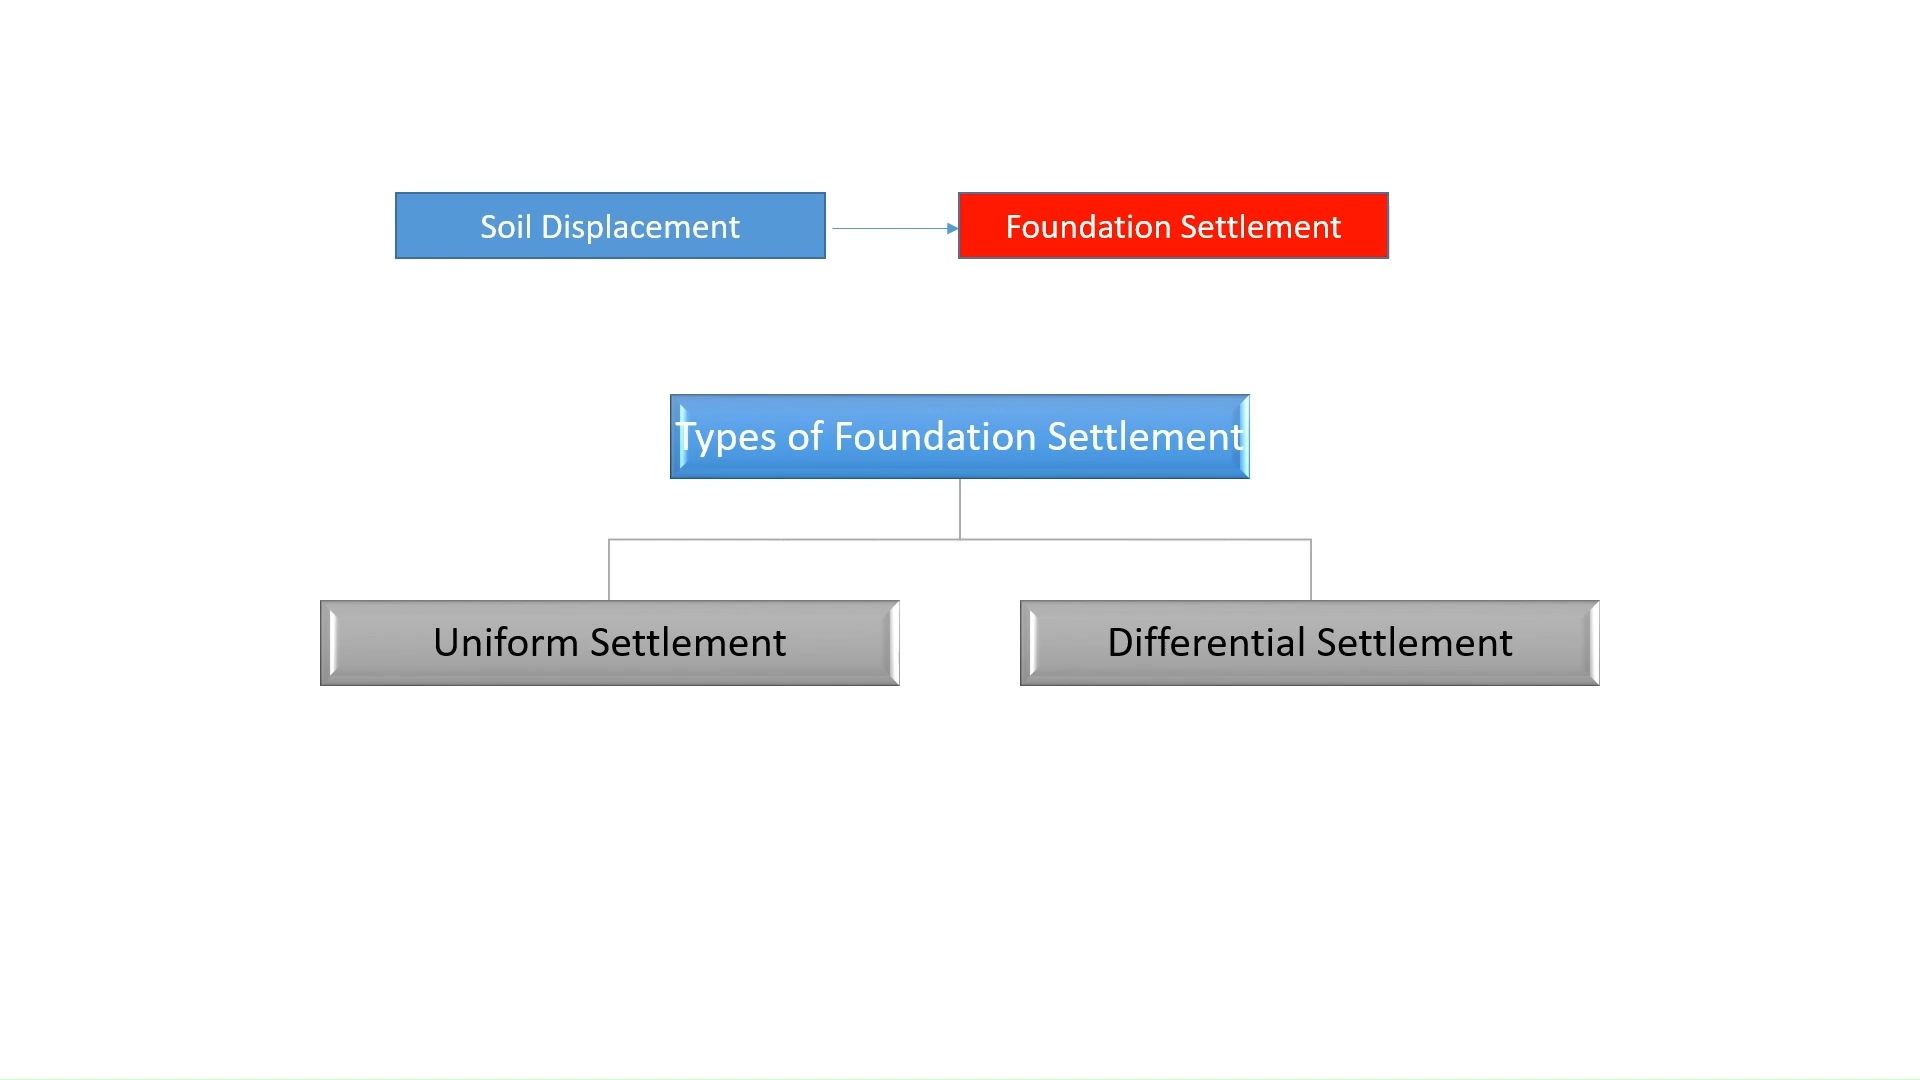 Soil Displacement
Foundation Settlement
Types of Foundation Settlement
Uniform Settlement
Differential Settlement